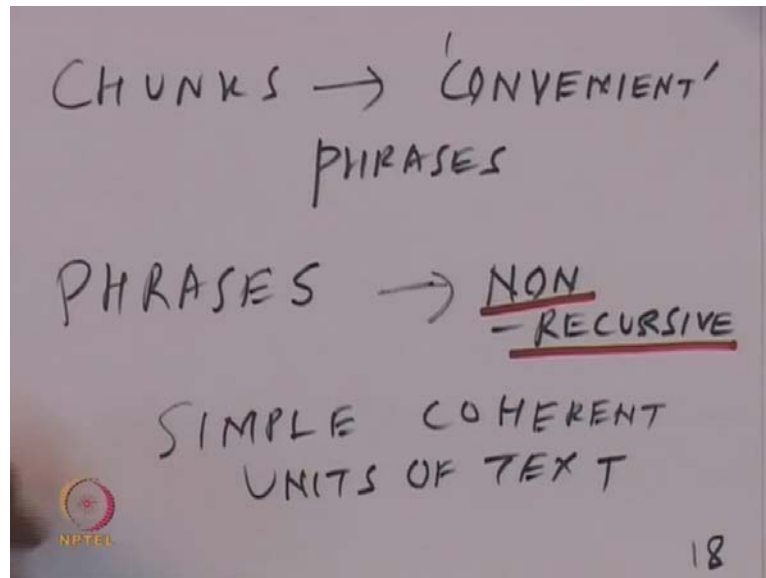 CHUNKS → 'CONVENIENT'
PHRASES
PHRASES → NON
- RECURSIVE
SIMPLE COHERENT
UNITS OF TEXT
NPTEL
18